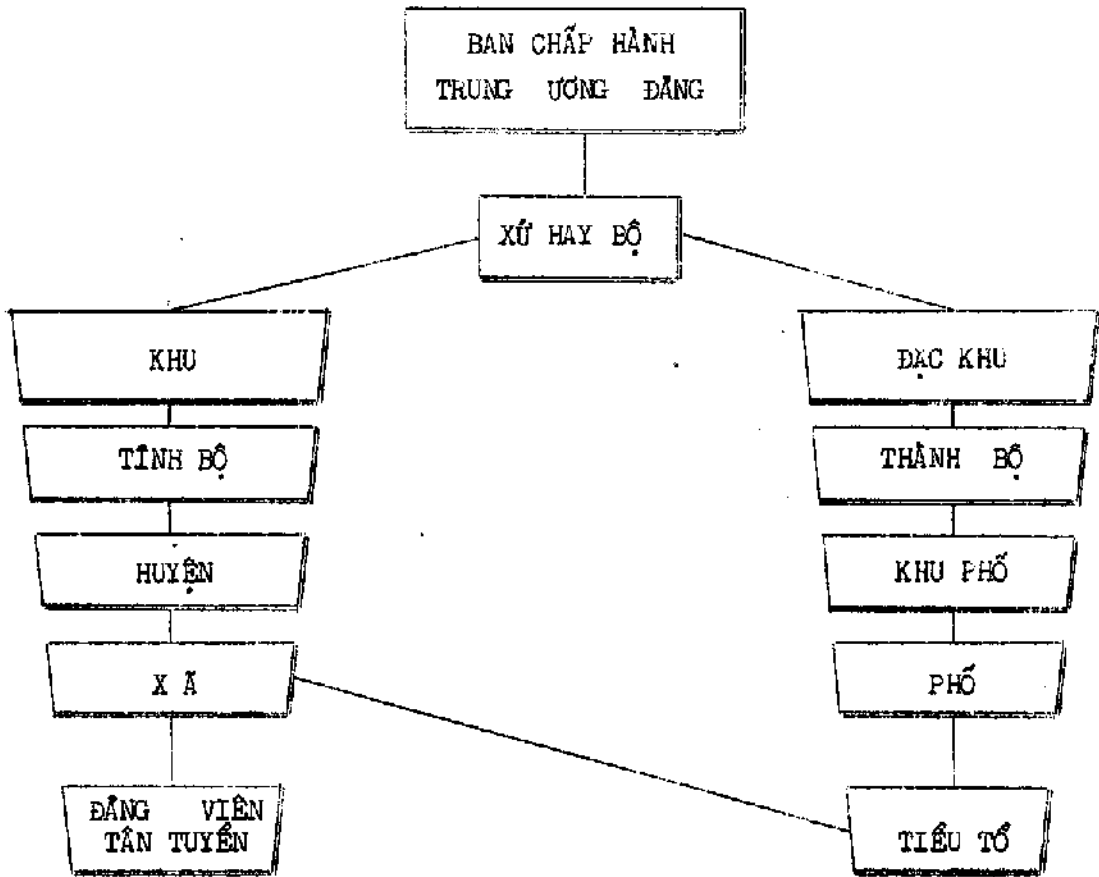 BAN CHẤP HÀNH
TRUNG ƯƠNG ĐẢNG
XỨ HAY BỘ
KHU
ĐẶC KHU
TỈNH BỘ
THÀNH BỘ
HUYỆN
KHU PHỐ
X Ã
PHỐ
ĐẢNG VIÊN
TÂN TUYỂN
TIỂU TỔ